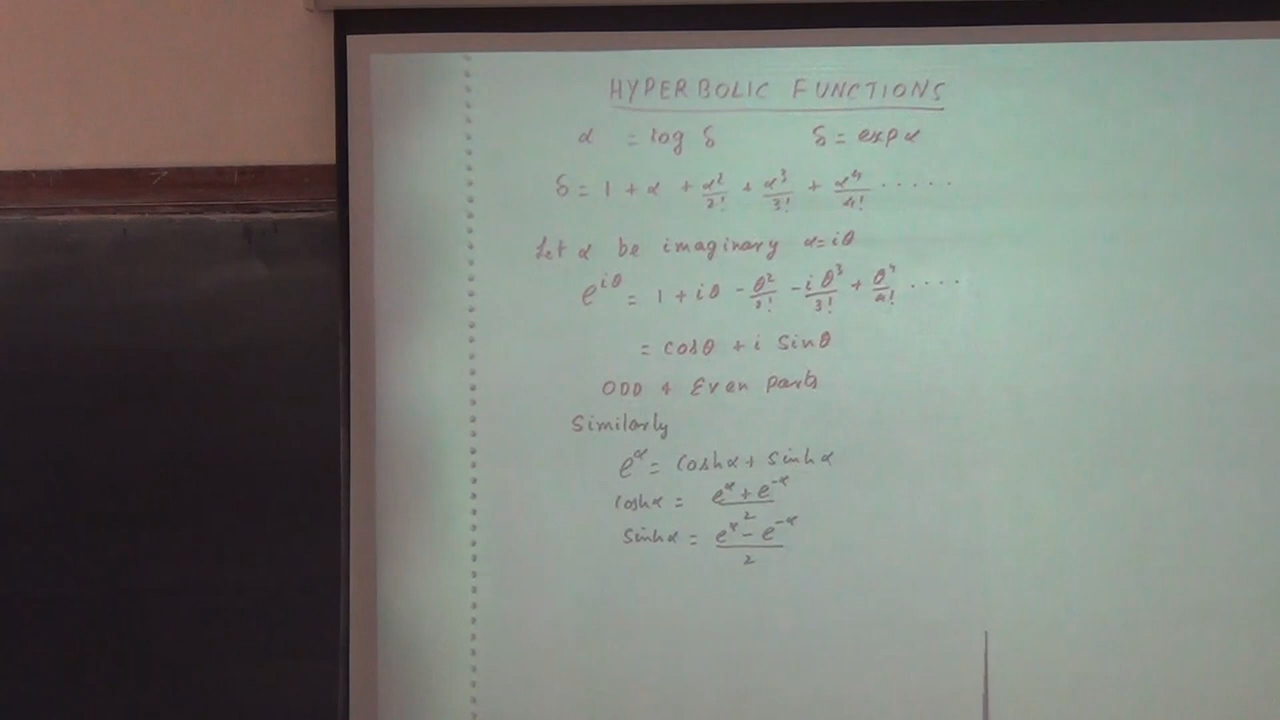 HYPERBOLIC FUNCTIONS
α = log δ δ = exp α
δ = 1 + α + α²/2! + α³/3! + α⁴/4! .....
Let α be imaginary α = iθ
e^{iθ} = 1 + iθ - θ²/2! - iθ³/3! + θ⁴/4! ....
= cosθ + i sinθ
ODD & Even parts
Similarly
e^α = coshα + sinhα
coshα = (e^α + e^{-α})/2
sinhα = (e^α - e^{-α})/2